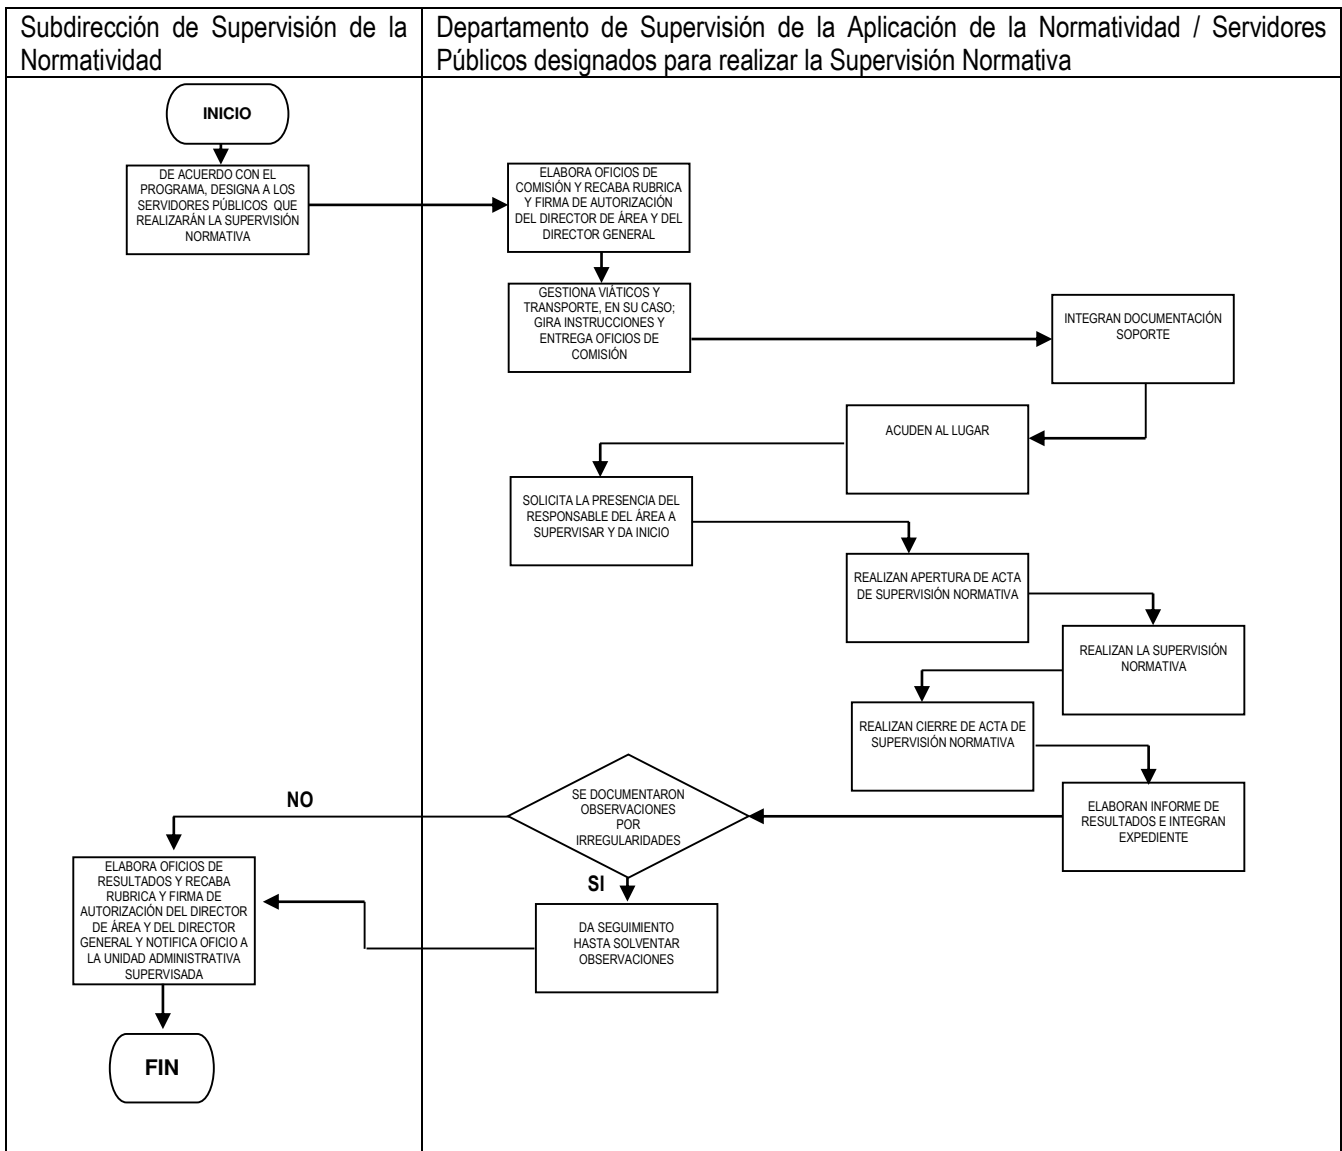 Subdirección de Supervisión de la
Normatividad
Departamento de Supervisión de la Aplicación de la Normatividad / Servidores
Públicos designados para realizar la Supervisión Normativa
INICIO
DE ACUERDO CON EL
PROGRAMA, DESIGNA A LOS
SERVIDORES PÚBLICOS QUE
REALIZARÁN LA SUPERVISIÓN
NORMATIVA
ELABORA OFICIOS DE
COMISIÓN Y RECABA RUBRICA
Y FIRMA DE AUTORIZACIÓN
DEL DIRECTOR DE ÁREA Y DEL
DIRECTOR GENERAL
GESTIONA VIÁTICOS Y
TRANSPORTE, EN SU CASO;
GIRA INSTRUCCIONES Y
ENTREGA OFICIOS DE
COMISIÓN
INTEGRAN DOCUMENTACIÓN
SOPORTE
ACUDEN AL LUGAR
SOLICITA LA PRESENCIA DEL
RESPONSABLE DEL ÁREA A
SUPERVISAR Y DA INICIO
REALIZAN APERTURA DE ACTA
DE SUPERVISIÓN NORMATIVA
REALIZAN LA SUPERVISIÓN
NORMATIVA
REALIZAN CIERRE DE ACTA DE
SUPERVISIÓN NORMATIVA
ELABORAN INFORME DE
RESULTADOS E INTEGRAN
EXPEDIENTE
SE DOCUMENTARON
OBSERVACIONES
POR
IRREGULARIDADES
NO
SI
DA SEGUIMIENTO
HASTA SOLVENTAR
OBSERVACIONES
ELABORA OFICIOS DE
RESULTADOS Y RECABA
RUBRICA Y FIRMA DE
AUTORIZACIÓN DEL DIRECTOR
DE ÁREA Y DEL DIRECTOR
GENERAL Y NOTIFICA OFICIO A
LA UNIDAD ADMINISTRATIVA
SUPERVISADA
FIN